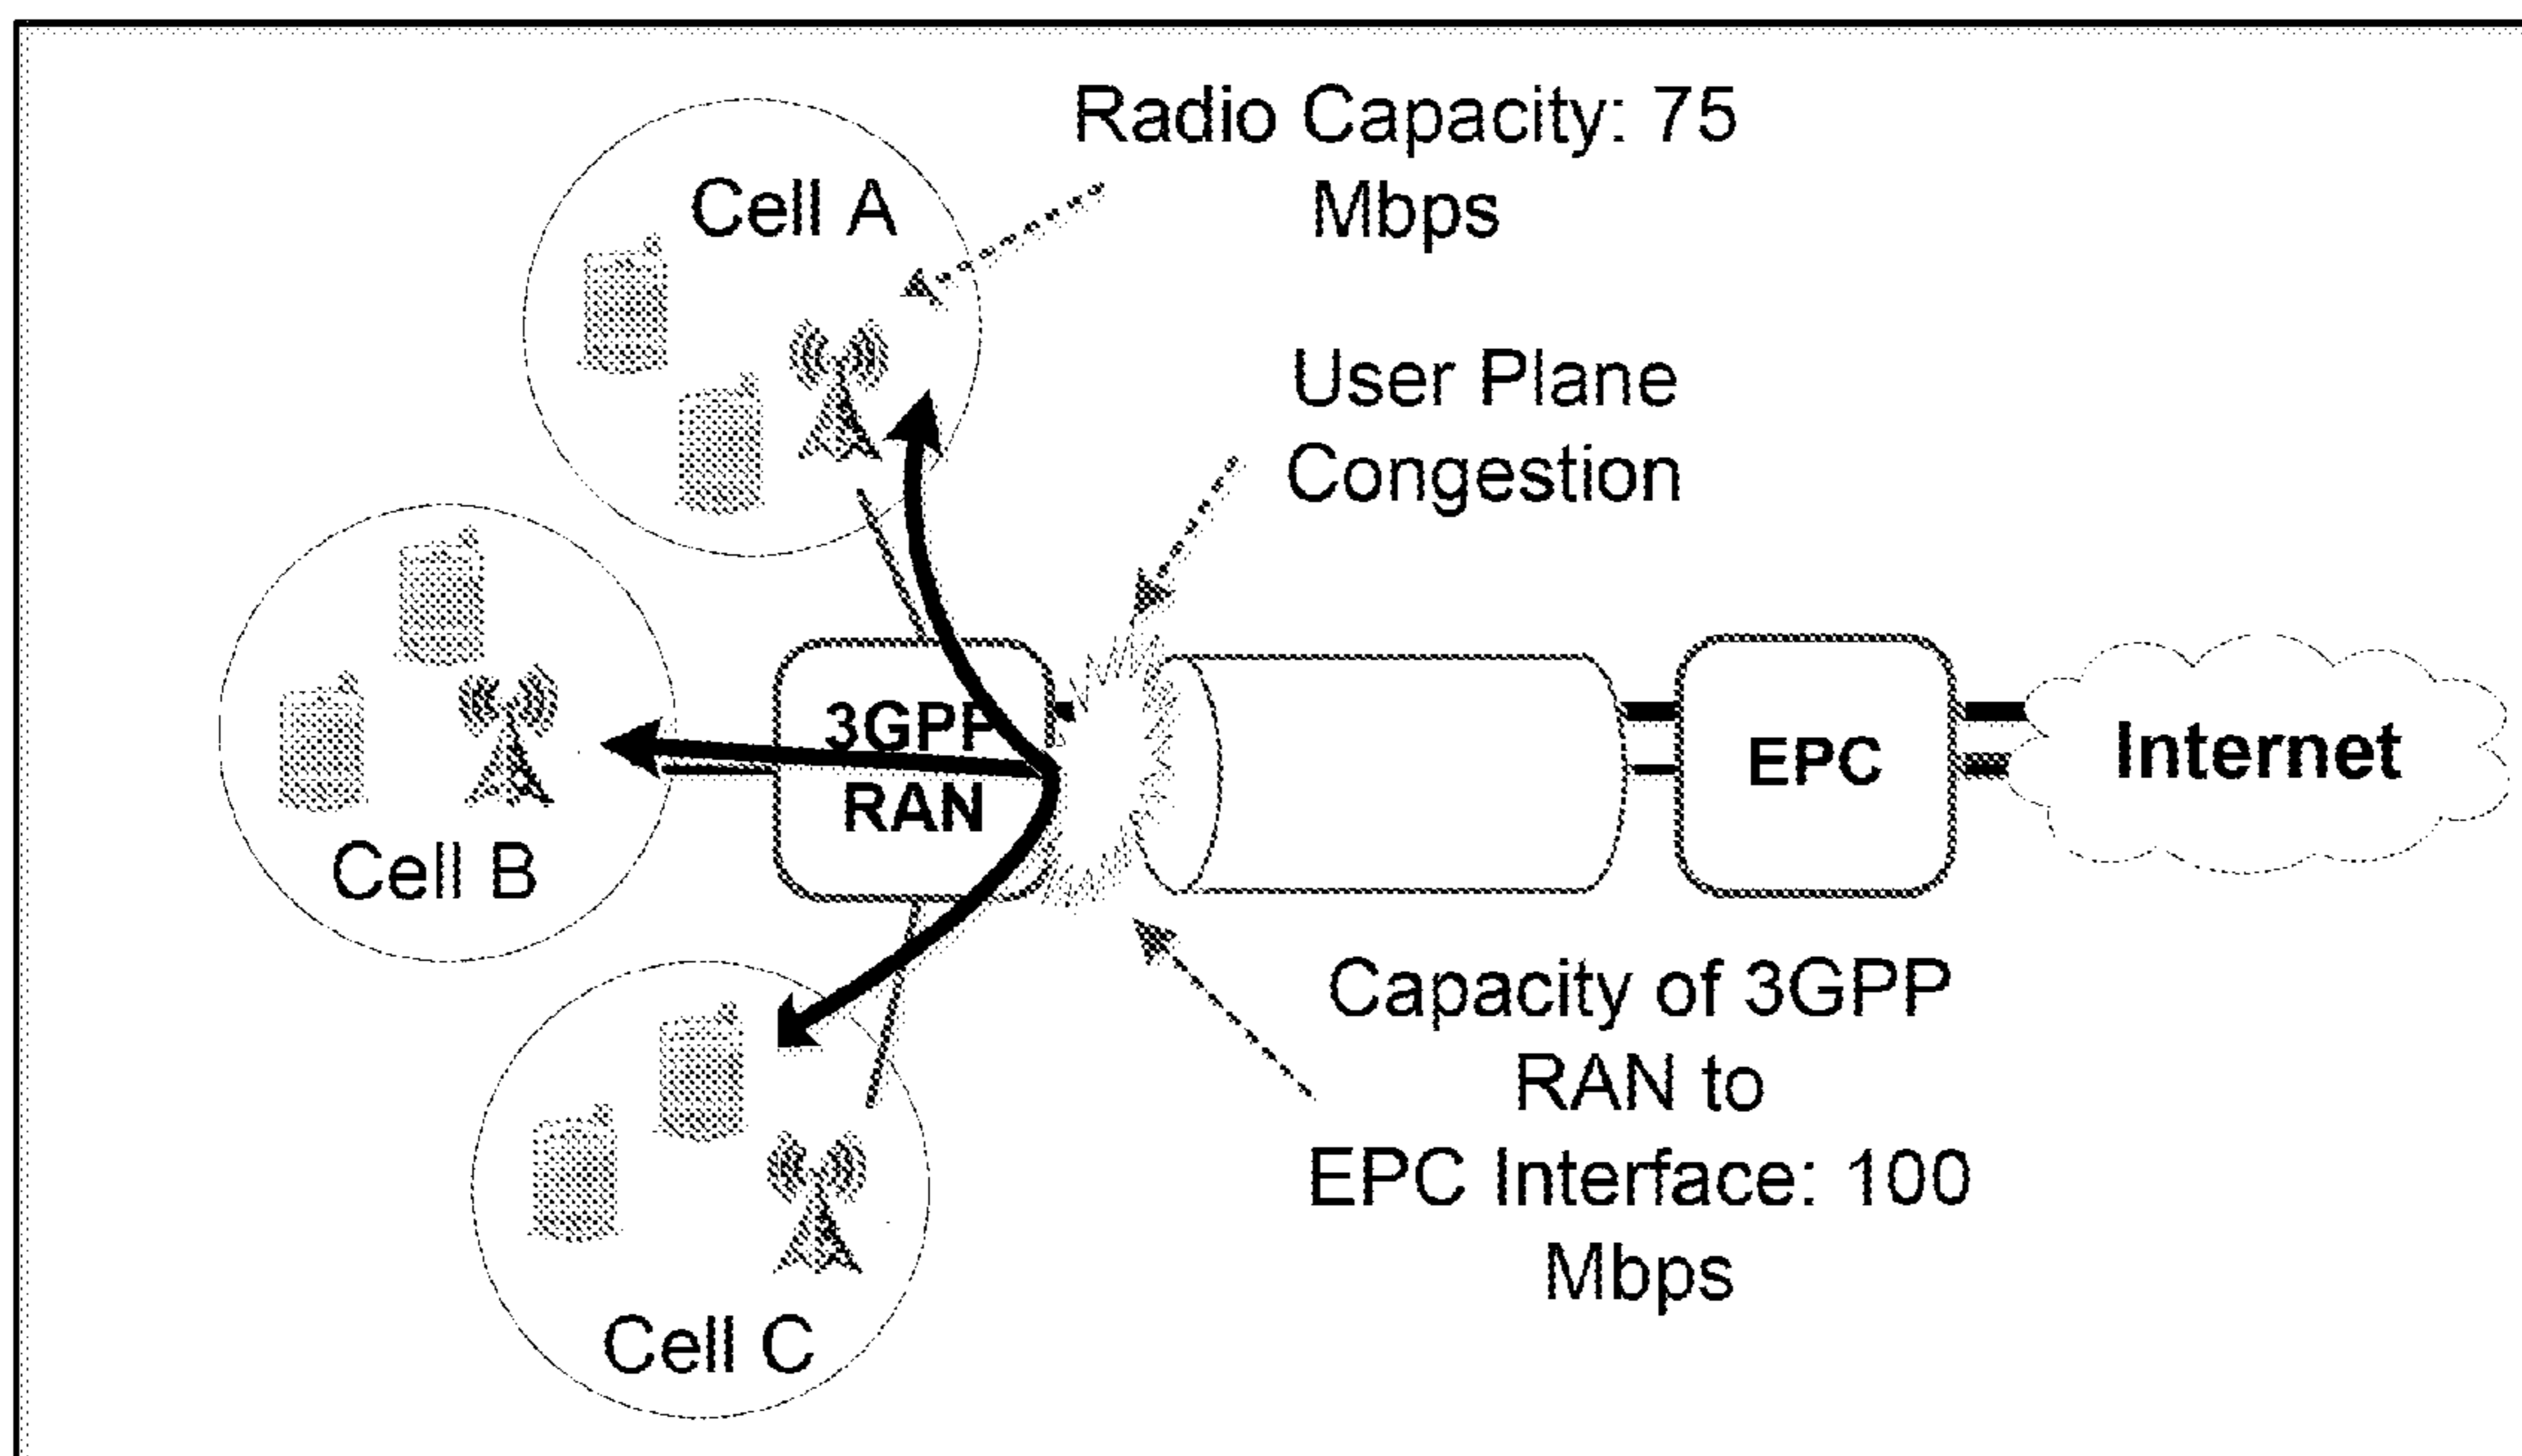 Radio Capacity: 75
Mbps
Cell A
User Plane
Congestion
3GPP
RAN
EPC
Internet
Cell B
Capacity of 3GPP
RAN to
EPC Interface: 100
Mbps
Cell C